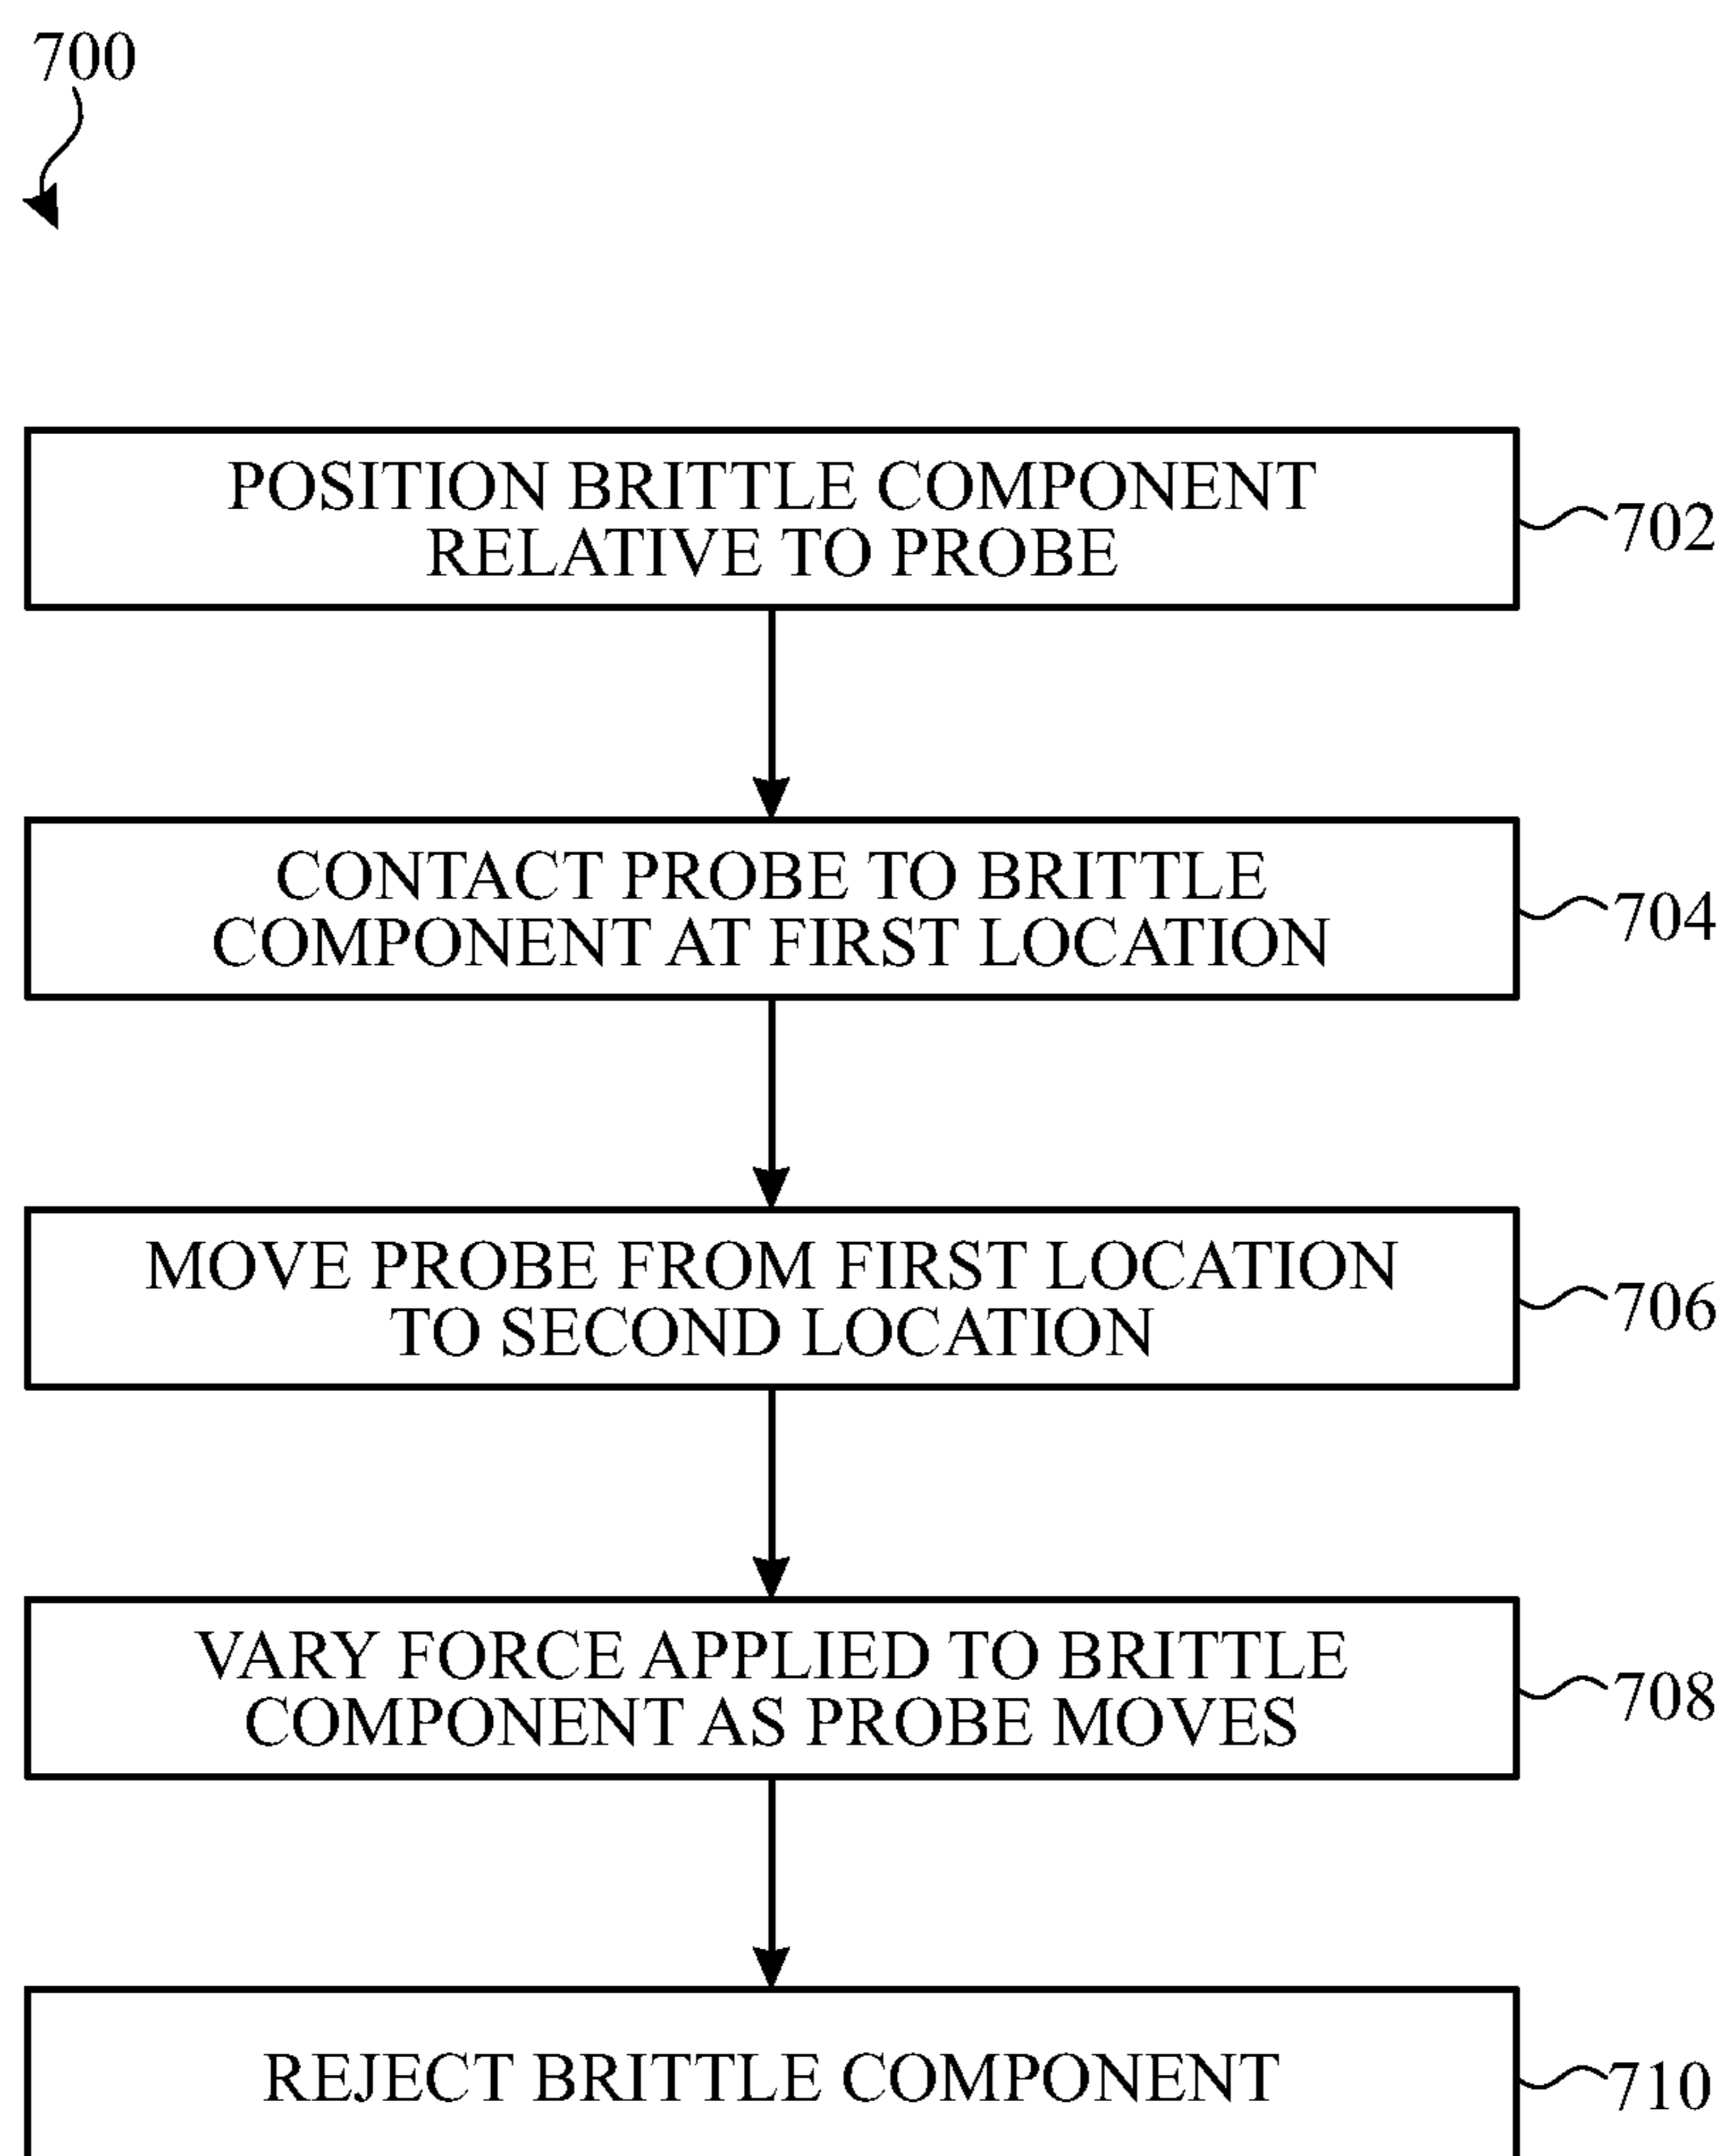 700
POSITION BRITTLE COMPONENT
RELATIVE TO PROBE
702
CONTACT PROBE TO BRITTLE
COMPONENT AT FIRST LOCATION
704
MOVE PROBE FROM FIRST LOCATION
TO SECOND LOCATION
706
VARY FORCE APPLIED TO BRITTLE
COMPONENT AS PROBE MOVES
708
REJECT BRITTLE COMPONENT
710